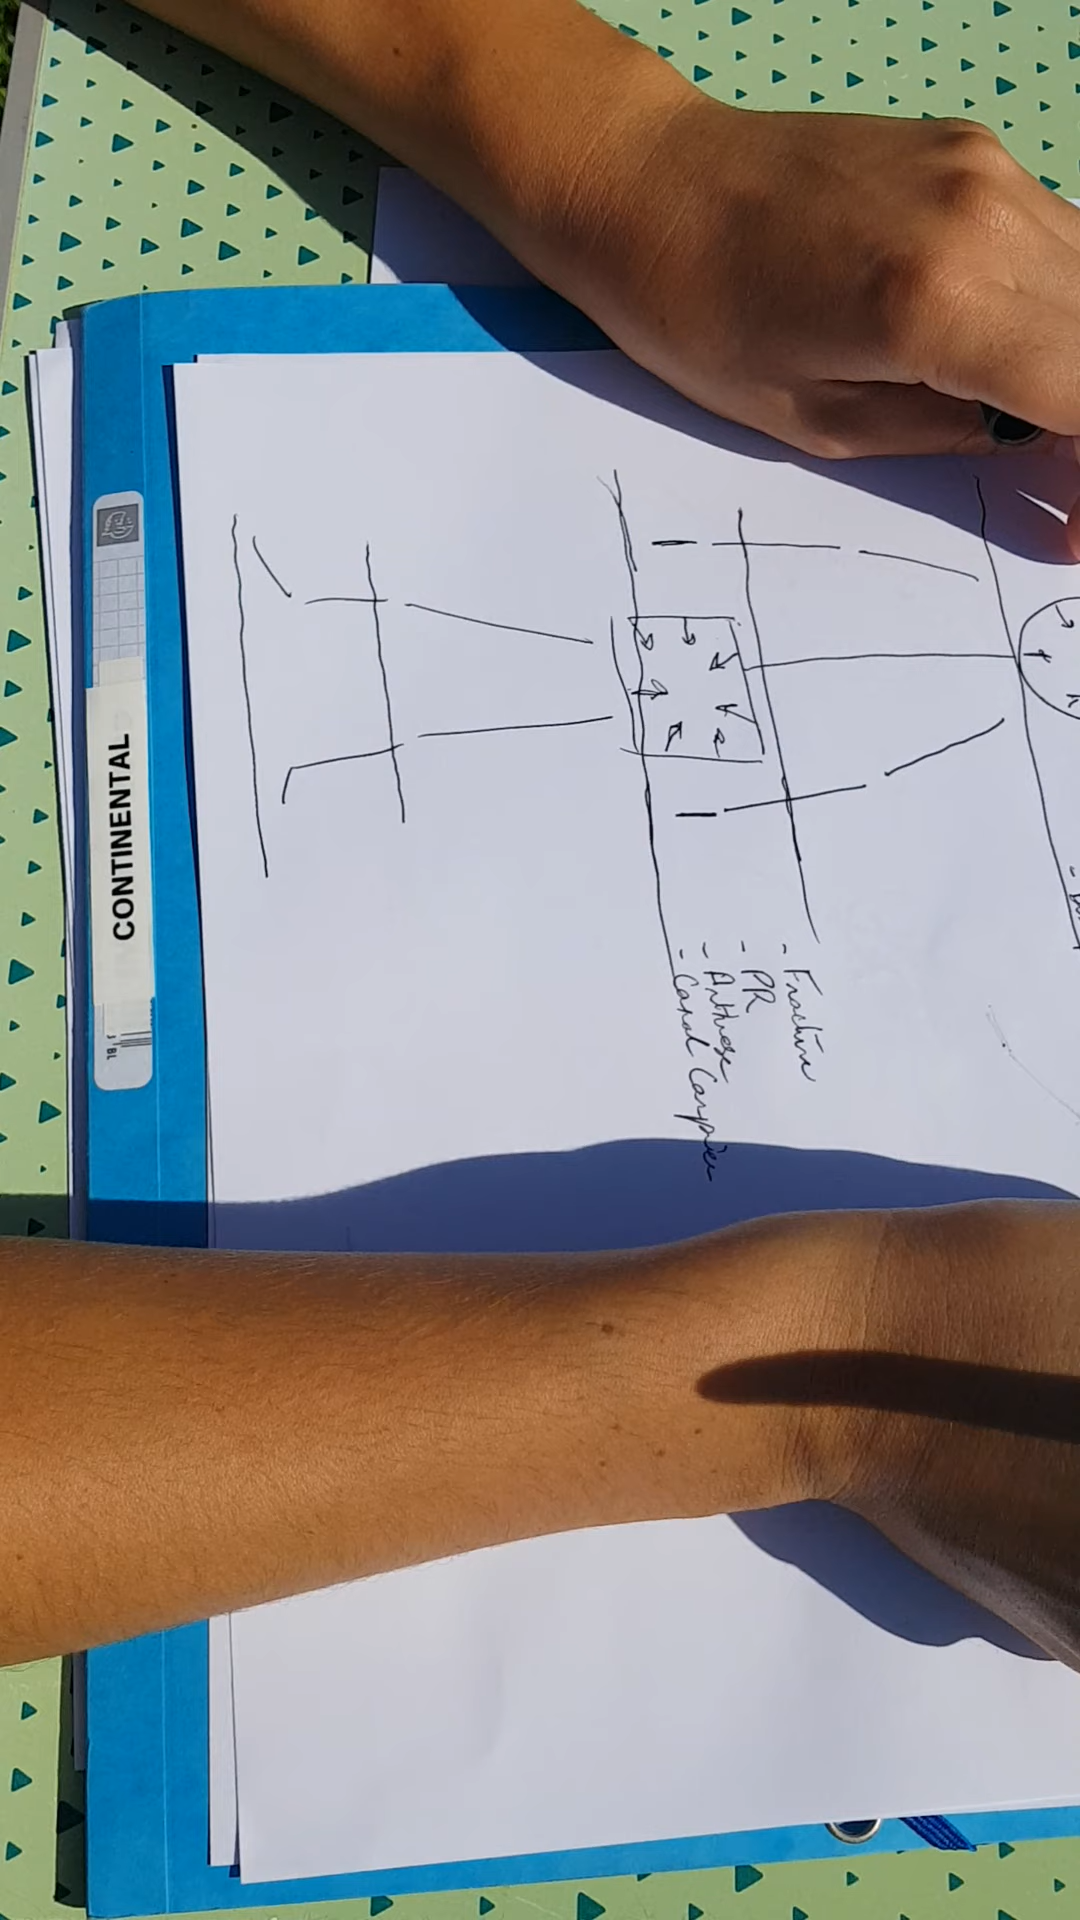 CONTINENTAL
- Fracture
- PR
- Arthrose
- Canal Carpien